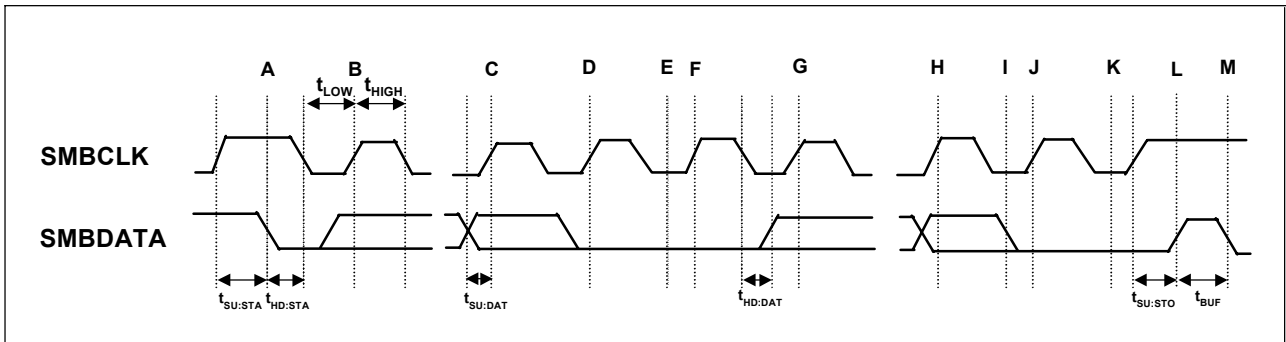 A B C D E F G H I J K L M
tLOW tHIGH
SMBCLK
SMBDATA
tSU:STA tHD:STA tSU:DAT tHD:DAT tSU:STO tBUF